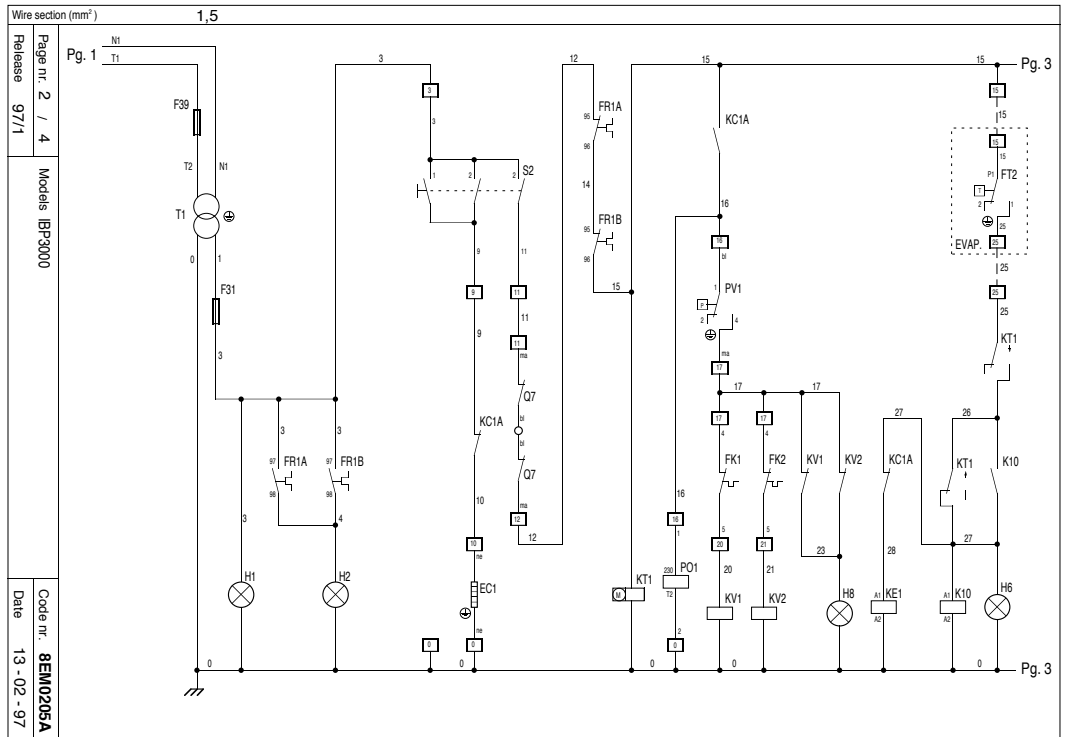 Wire section (mm²) 1,5
Page nr. 2 / 4
Release 97/1
Models IBP3000
Code nr. 8EM0205A
Date 13 - 02 - 97
Pg. 1
N1
T1
3
12
15
15
Pg. 3
F39
3
3
FR1A
95
96
KC1A
15
15
15
15
T2
N1
1
2
2
S2
14
P1
FT2
T
2
1
T1
16
FR1B
95
96
25
EVAP.
25
0
1
9
11
16
bl
25
F31
9
11
15
1
PV1
P
2
4
25
25
3
9
11
11
ma
ma
17
KT1
Q7
bl
bl
Q7
17
17
17
17
4
4
27
26
3
3
3
97
98
FR1A
97
98
FR1B
KC1A
FK1
FK2
KV1
KV2
KC1A
KT1
K10
10
ma
12
12
16
16
1
4
5
5
20
21
23
28
27
10
ne
20
21
H1
H2
EC1
M
KT1
230
PO1
T2
KV1
KV2
H8
A1
KE1
A2
A1
K10
A2
H6
ne
2
0
0
0
0
0
0
0
0
Pg. 3